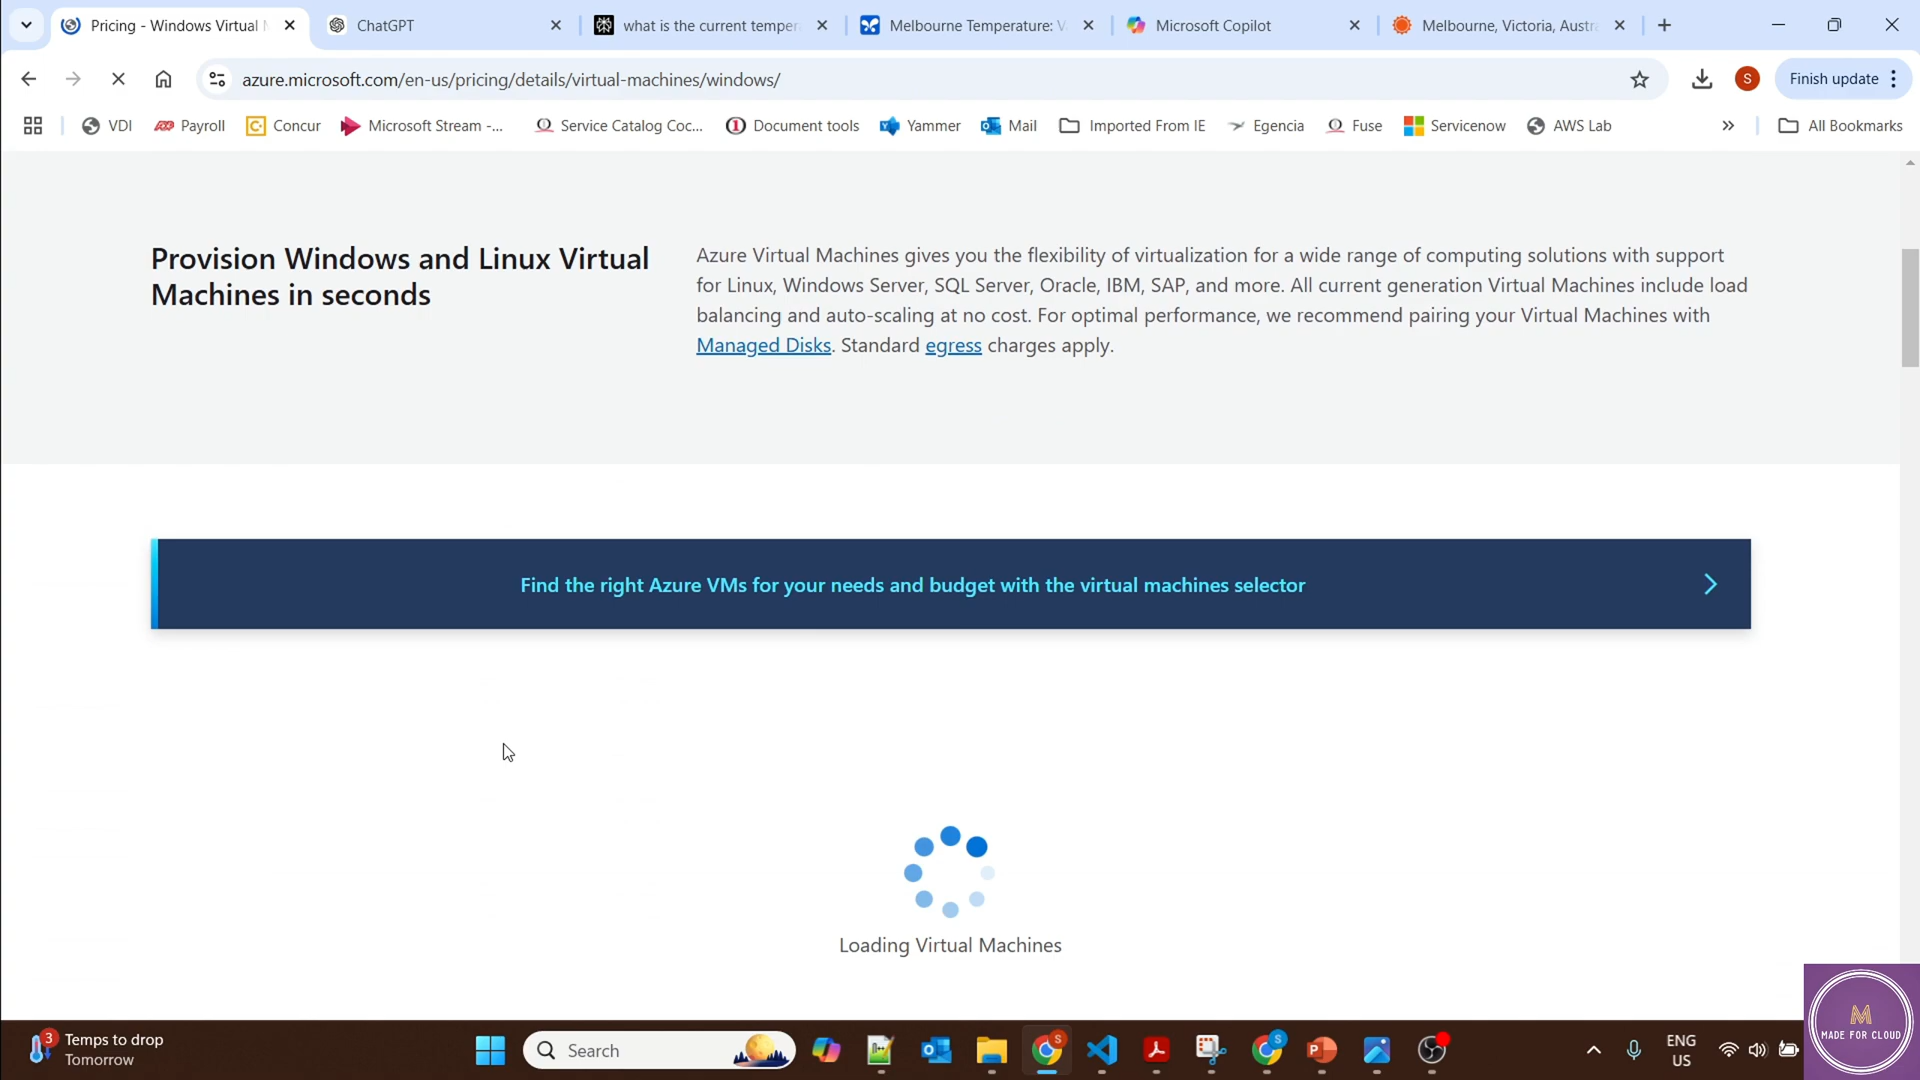 Pricing - Windows Virtual M
ChatGPT
what is the current tempera
Melbourne Temperature: V
Microsoft Copilot
Melbourne, Victoria, Austra
azure.microsoft.com/en-us/pricing/details/virtual-machines/windows/
S
Finish update
VDI
Payroll
Concur
Microsoft Stream -...
Service Catalog Coc...
Document tools
Yammer
Mail
Imported From IE
Egencia
Fuse
Servicenow
AWS Lab
All Bookmarks
Provision Windows and Linux Virtual
Machines in seconds
Azure Virtual Machines gives you the flexibility of virtualization for a wide range of computing solutions with support
for Linux, Windows Server, SQL Server, Oracle, IBM, SAP, and more. All current generation Virtual Machines include load
balancing and auto-scaling at no cost. For optimal performance, we recommend pairing your Virtual Machines with
Managed Disks. Standard egress charges apply.
Find the right Azure VMs for your needs and budget with the virtual machines selector
Loading Virtual Machines
M
MADE FOR CLOUD
3
Temps to drop
Tomorrow
Search
ENG
US